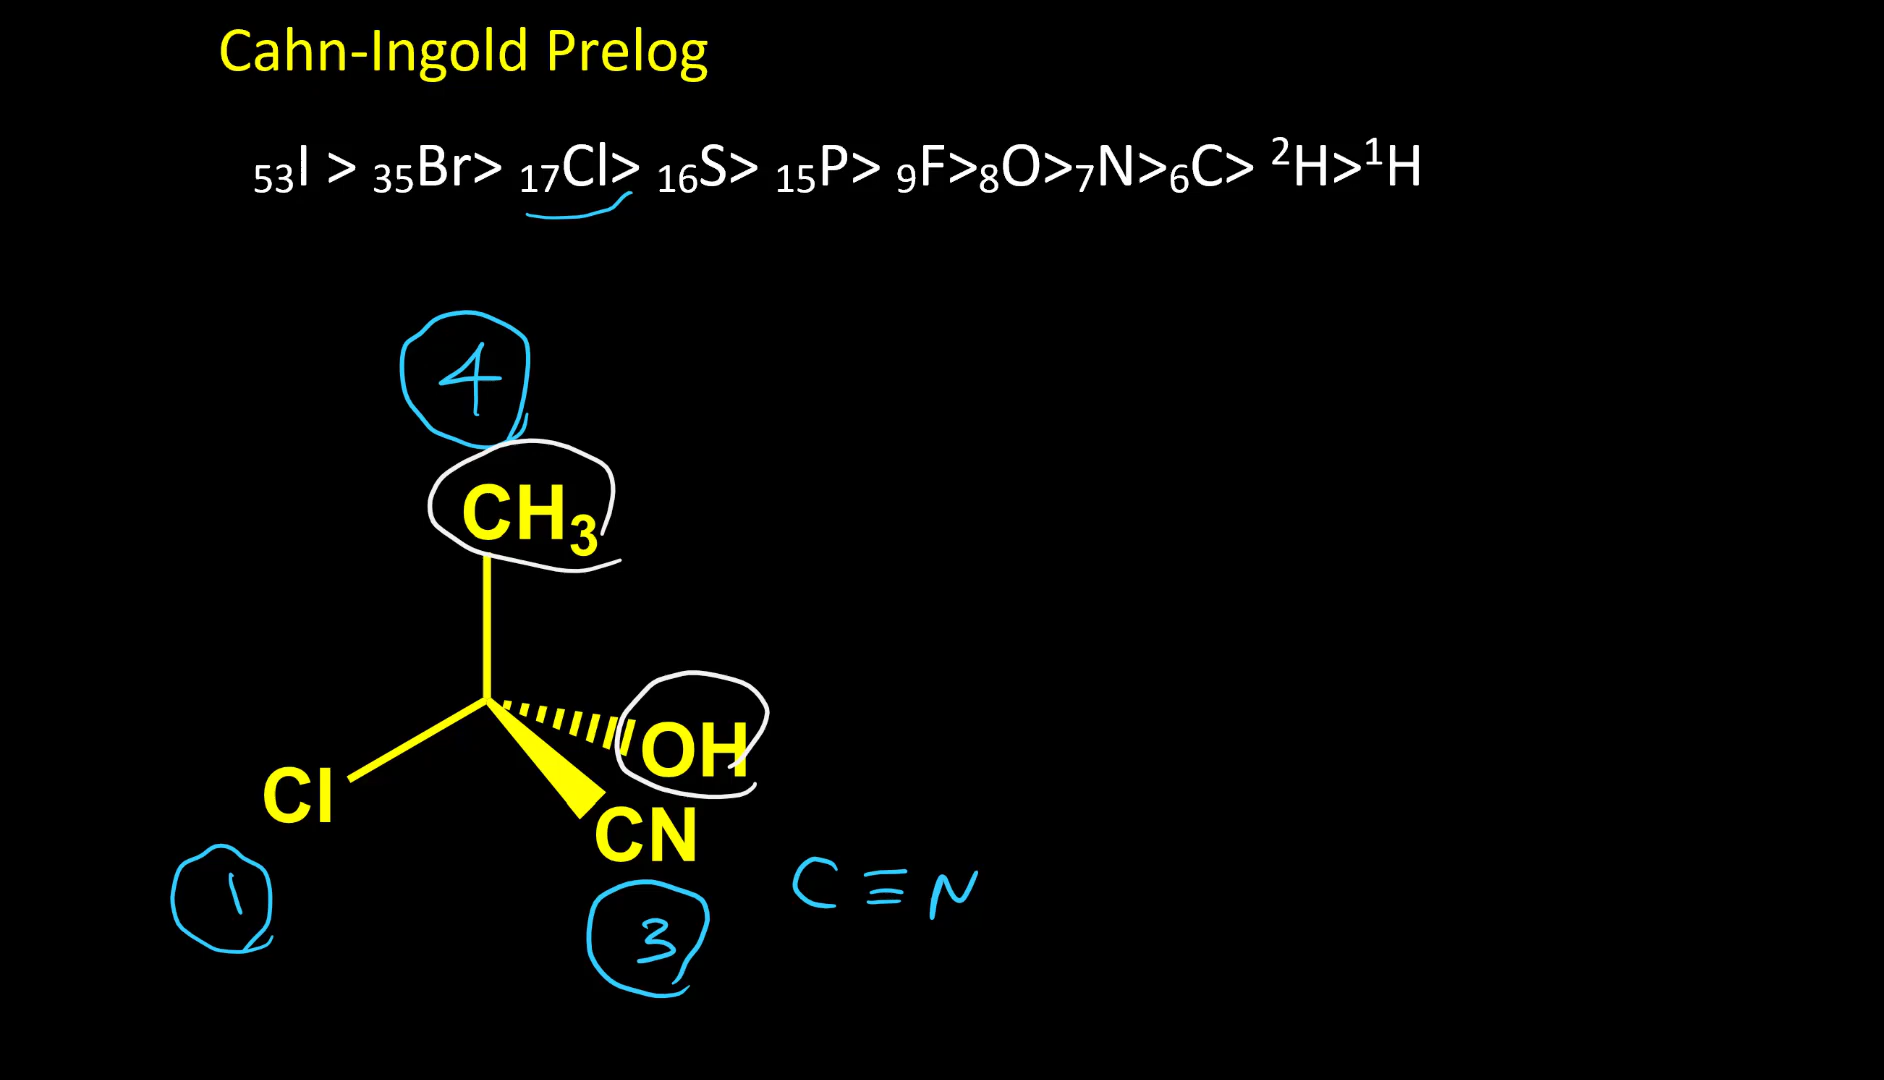 Cahn-Ingold Prelog
₅₃I > ₃₅Br> ₁₇Cl> ₁₆S> ₁₅P> ₉F>₈O>₇N>₆C> ²H>¹H
4
CH₃
OH
Cl
CN
C≡N
1
3